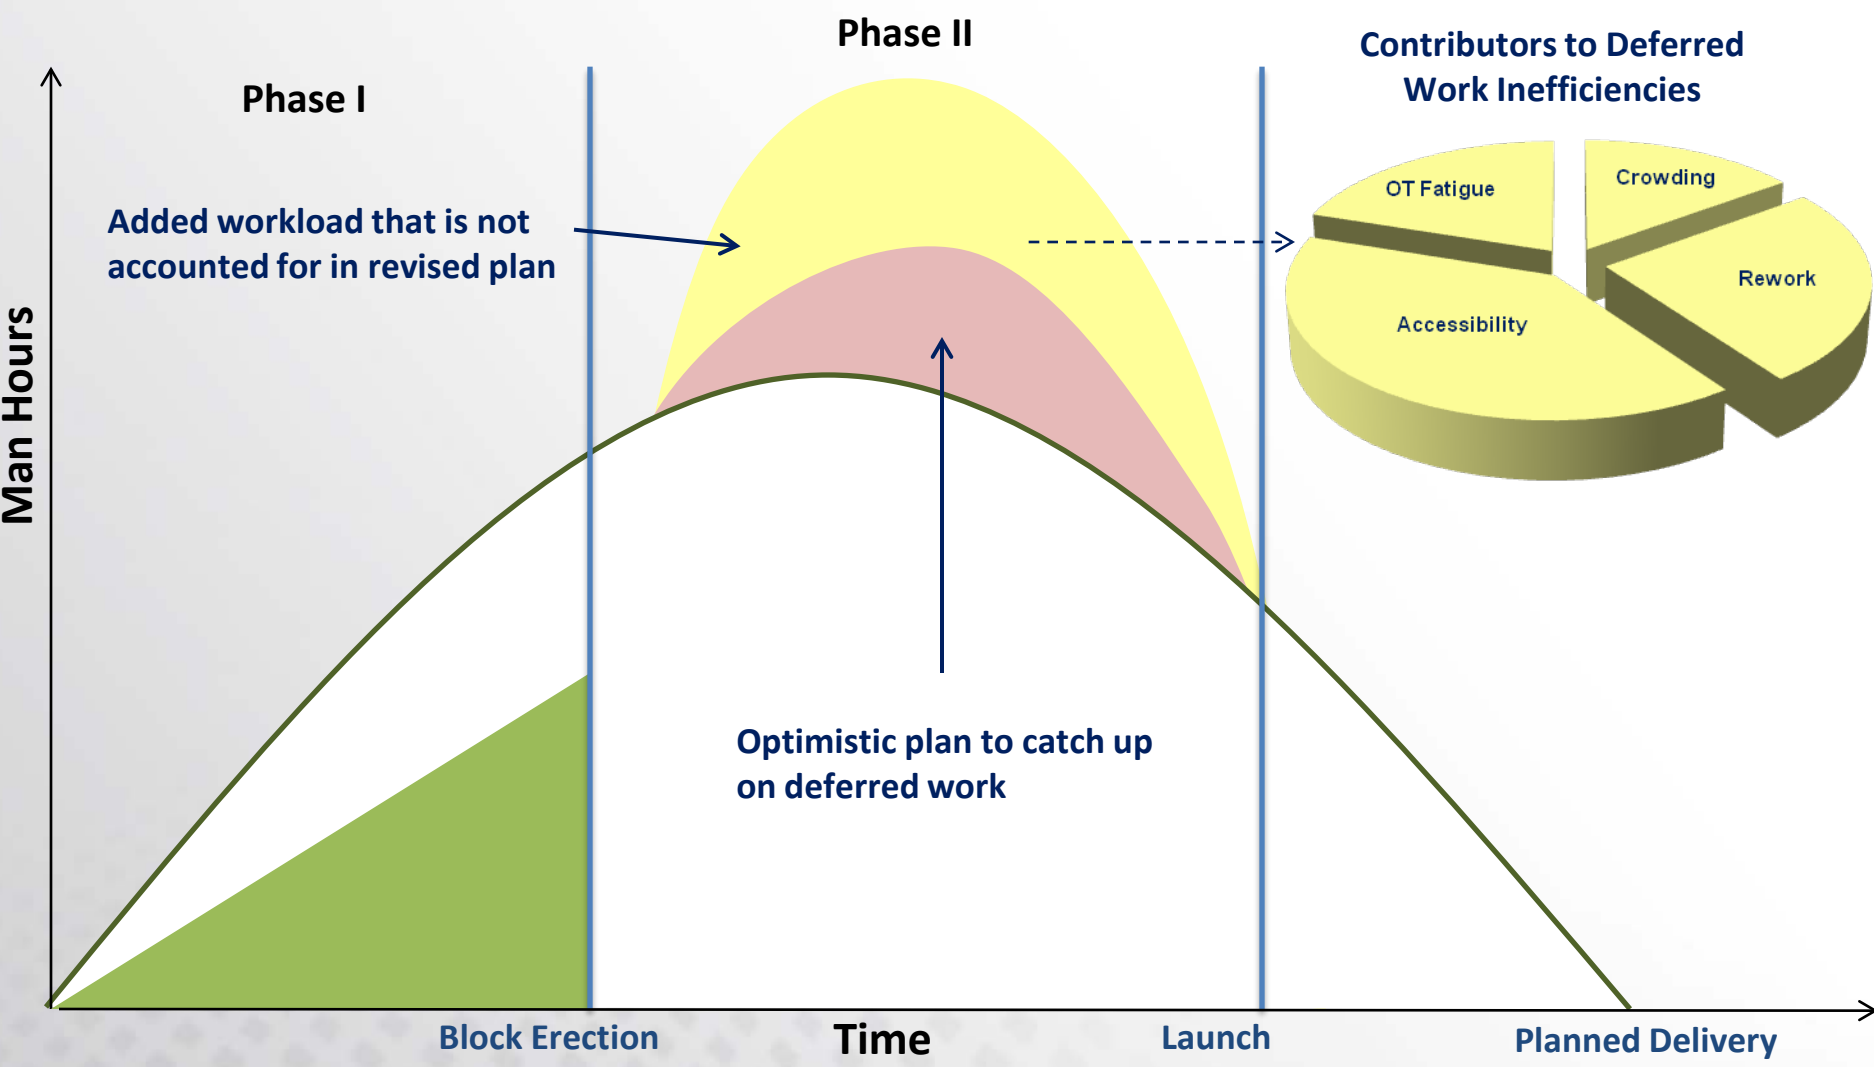 Phase II
Contributors to Deferred
Work Inefficiencies
Phase I
OT Fatigue
Crowding
Added workload that is not
accounted for in revised plan
Rework
Accessibility
Man Hours
Optimistic plan to catch up
on deferred work
Block Erection
Time
Launch
Planned Delivery